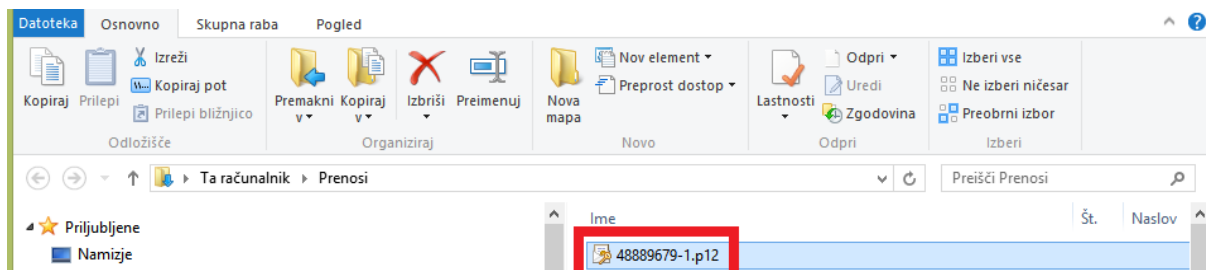 Datoteka Osnovno Skupna raba Pogled
Kopiraj Prilepi Izreži
Kopiraj pot
Prilepi bližnjico
Odložišče
Premakni v Kopiraj v Izbriši Preimenuj
Organiziraj
Nova mapa Nov element
Preprost dostop
Novo
Lastnosti Odpri
Uredi
Zgodovina
Odpri
Izberi vse
Ne izberi ničesar
Preobrni izbor
Izberi
Ta računalnik Prenosi Preišči Prenosi
Priljubljene
Namizje
Ime Št. Naslov
48889679-1.p12